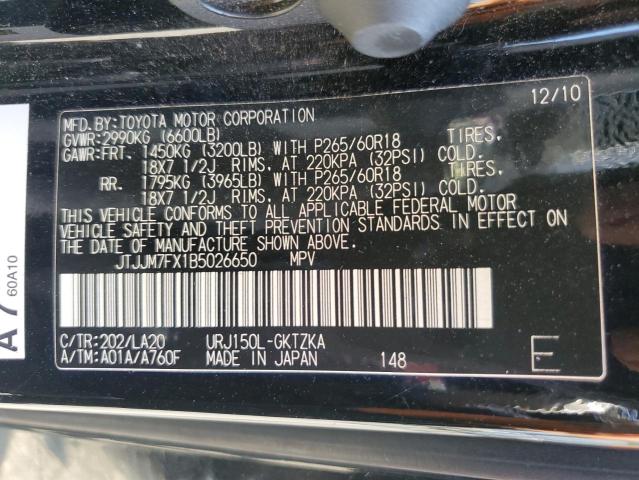 MFD.BY:TOYOTA MOTOR CORPORATION 12/10
GVWR:2990KG (6600LB)
GAWR:FRT. 1450KG (3200LB) WITH P265/60R18 TIRES,
18X7 1/2J RIMS, AT 220KPA (32PSI) COLD.
RR. 1795KG (3965LB) WITH P265/60R18 TIRES,
18X7 1/2J RIMS, AT 220KPA (32PSI) COLD.
THIS VEHICLE CONFORMS TO ALL APPLICABLE FEDERAL MOTOR
VEHICLE SAFETY AND THEFT PREVENTION STANDARDS IN EFFECT ON
THE DATE OF MANUFACTURE SHOWN ABOVE.
JTJJM7FX1B5026650 MPV
C/TR:202/LA20 URJ150L-GKTZKA
A/TM:A01A/A760F MADE IN JAPAN 148 E
A7
60A10